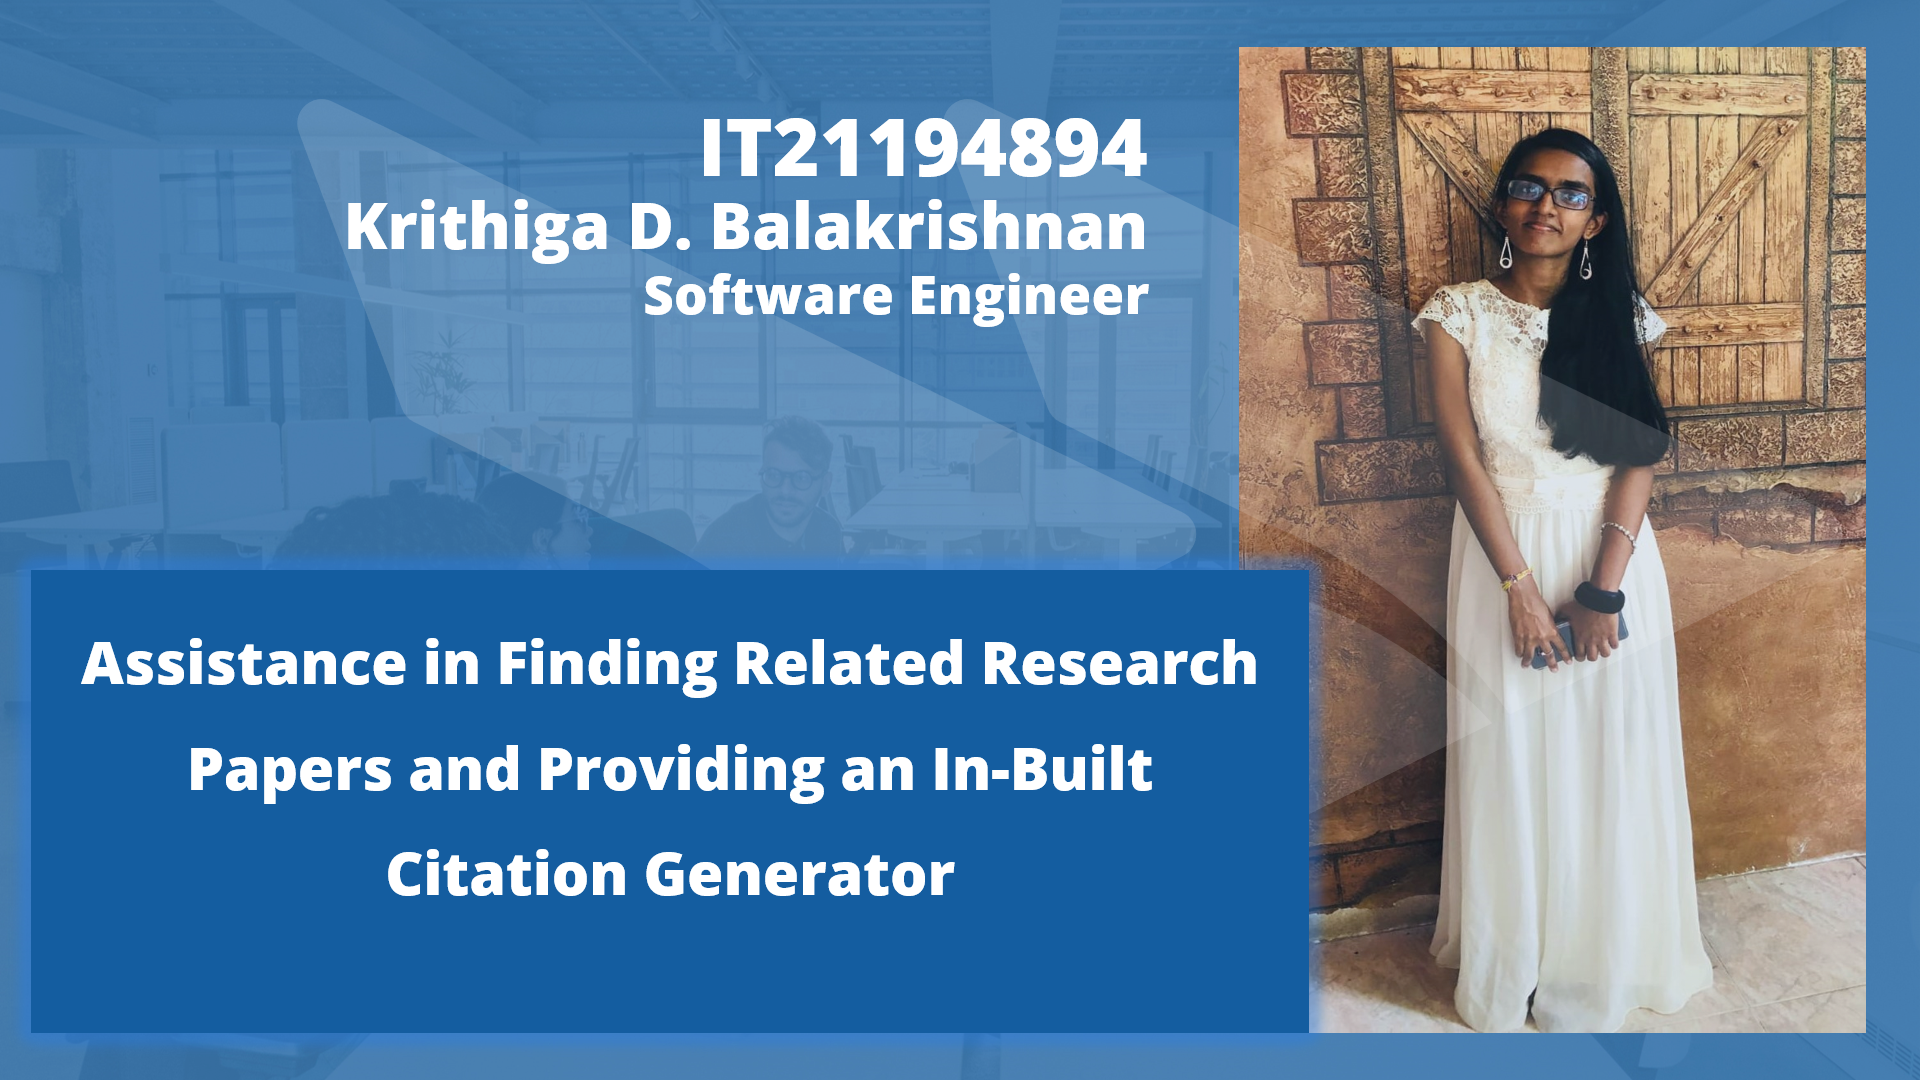 IT21194894
Krithiga D. Balakrishnan
Software Engineer
Assistance in Finding Related Research
Papers and Providing an In-Built
Citation Generator